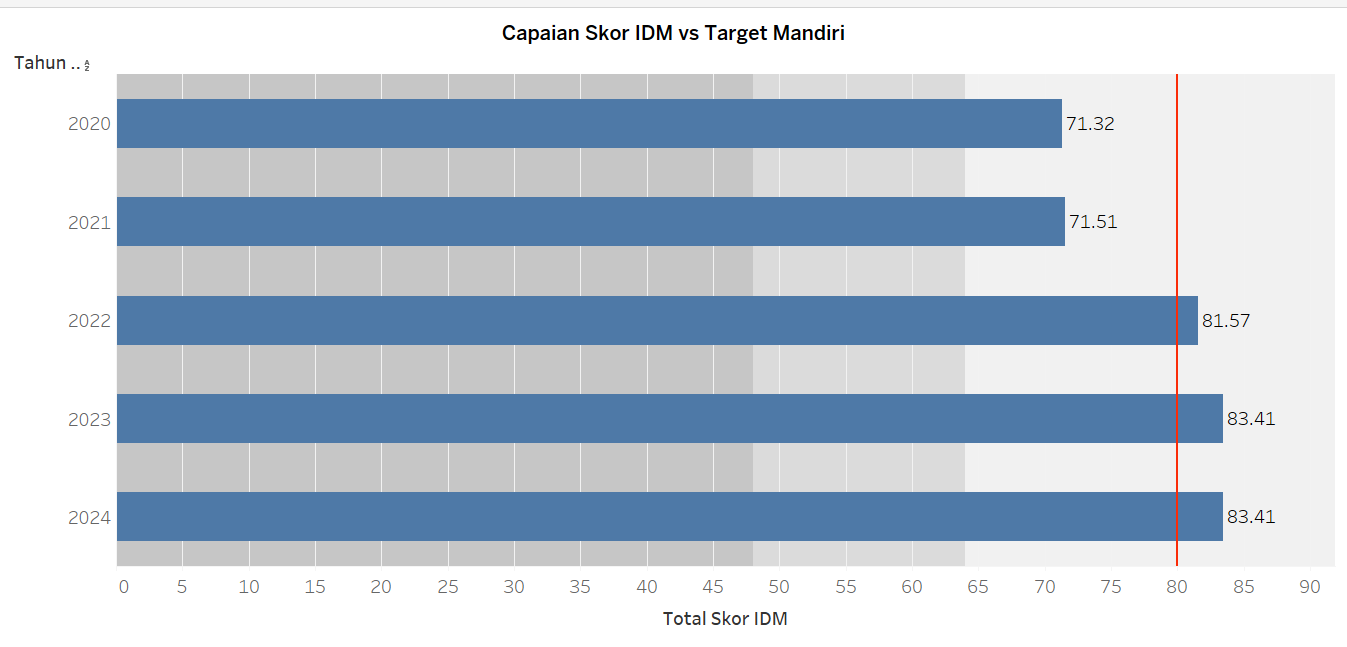 Capaian Skor IDM vs Target Mandiri
Tahun ..
2020 71.32
2021 71.51
2022 81.57
2023 83.41
2024 83.41
0 5 10 15 20 25 30 35 40 45 50 55 60 65 70 75 80 85 90
Total Skor IDM